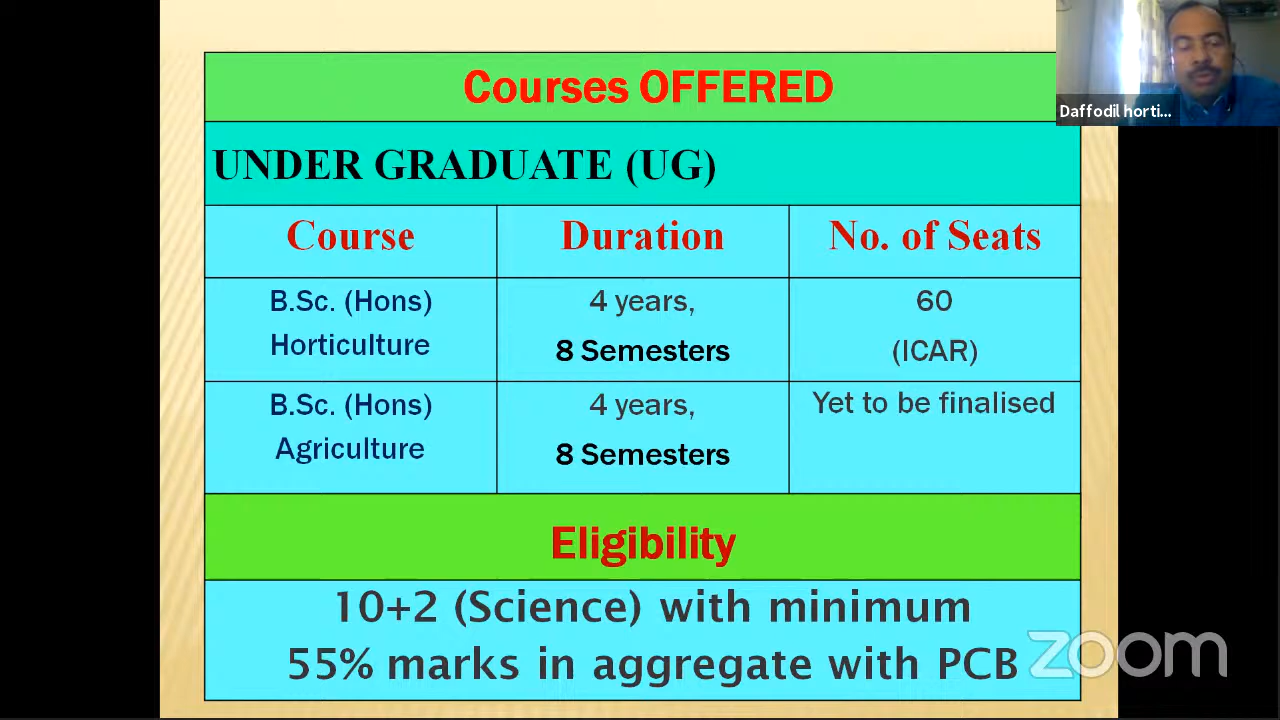 Courses OFFERED
Daffodil horti...
UNDER GRADUATE (UG)
Course
Duration
No. of Seats
B.Sc. (Hons)
Horticulture
4 years,
8 Semesters
60
(ICAR)
B.Sc. (Hons)
Agriculture
4 years,
8 Semesters
Yet to be finalised
Eligibility
10+2 (Science) with minimum
55% marks in aggregate with PCB
zoom